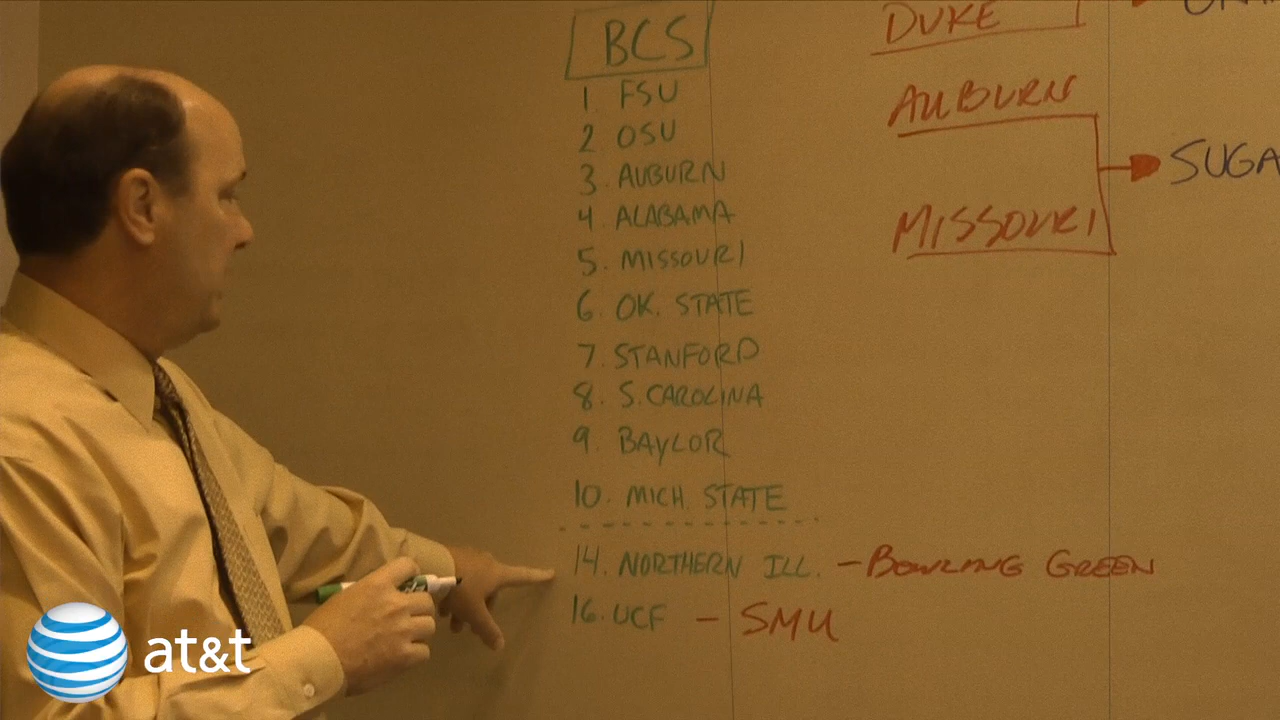 BCS
1. FSU
2 OSU
3. AUBURN
4. ALABAMA
5. MISSOURI
6. OK. STATE
7. STANFORD
8. S. CAROLINA
9. BAYLOR
10. MICH. STATE
14. NORTHERN ILL. - BOWLING GREEN
16. UCF - SMU
DUKE
AUBURN
MISSOURI
SUGA
at&t